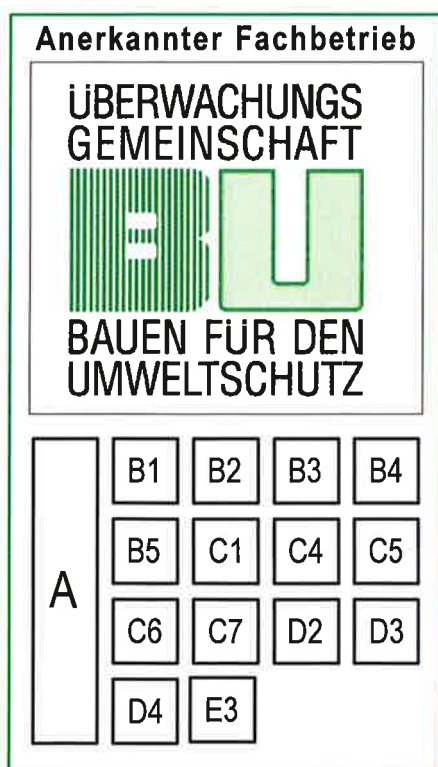 Anerkannter Fachbetrieb
ÜBERWACHUNGS
GEMEINSCHAFT
BU
BAUEN FÜR DEN
UMWELTSCHUTZ
A
B1 B2 B3 B4
B5 C1 C4 C5
C6 C7 D2 D3
D4 E3